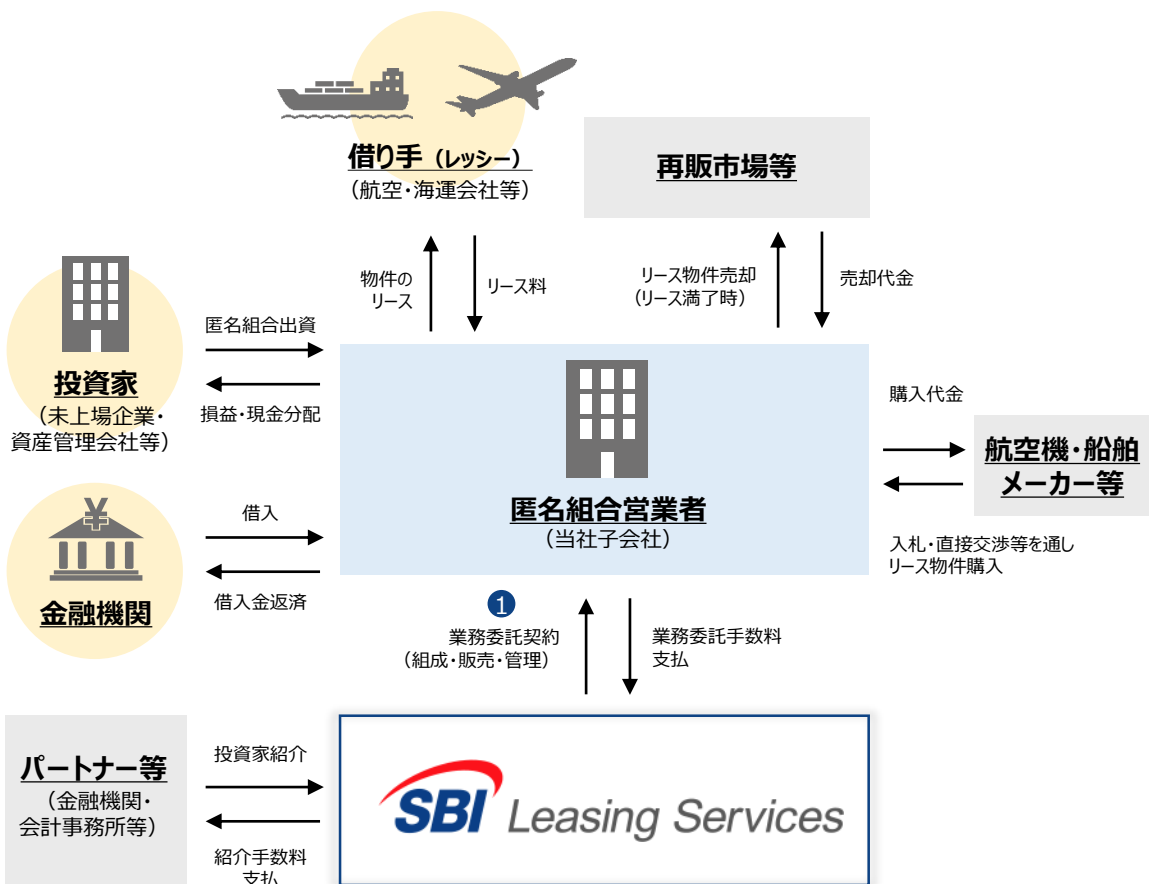 借り手（レッシー）
（航空・海運会社等）
再販市場等
物件の
リース
リース料
リース物件売却
（リース満了時）
売却代金
投資家
（未上場企業・
資産管理会社等）
匿名組合出資
損益・現金分配
匿名組合営業者
（当社子会社）
購入代金
航空機・船舶
メーカー等
入札・直接交渉等を通し
リース物件購入
¥
金融機関
借入
借入金返済
1
業務委託契約
（組成・販売・管理）
業務委託手数料
支払
パートナー等
（金融機関・
会計事務所等）
投資家紹介
紹介手数料
支払
SBI Leasing Services